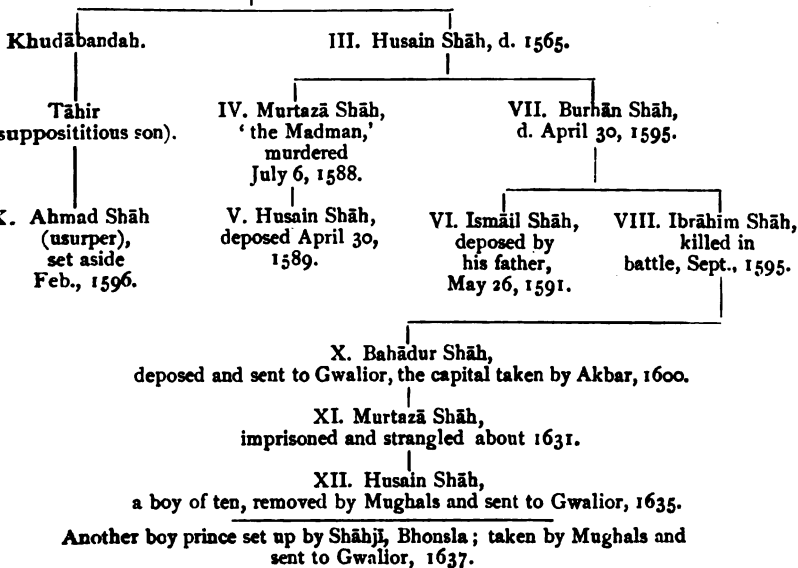 Khudābandah.
III. Husain Shāh, d. 1565.
Tāhir
supposititious son).
IV. Murtazā Shāh,
‘ the Madman,’
murdered
July 6, 1588.
VII. Burhān Shāh,
d. April 30, 1595.
X. Ahmad Shāh
(usurper),
set aside
Feb., 1596.
V. Husain Shāh,
deposed April 30,
1589.
VI. Ismāil Shāh,
deposed by
his father,
May 26, 1591.
VIII. Ibrāhim Shāh,
killed in
battle, Sept., 1595.
X. Bahādur Shāh,
deposed and sent to Gwalior, the capital taken by Akbar, 1600.
XI. Murtazā Shāh,
imprisoned and strangled about 1631.
XII. Husain Shāh,
a boy of ten, removed by Mughals and sent to Gwalior, 1635.
Another boy prince set up by Shāhjī, Bhonsla ; taken by Mughals and
sent to Gwalior, 1637.